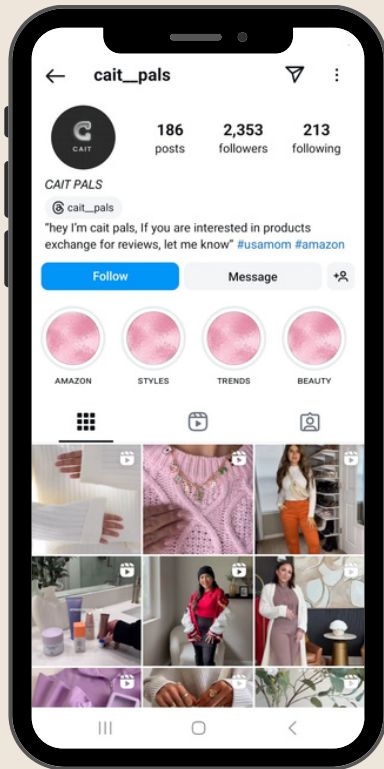 cait__pals
C
CAIT
186 2,353 213
posts followers following
CAIT PALS
cait__pals
"hey I'm cait pals, If you are interested in products
exchange for reviews, let me know" #usamom #amazon
Follow Message
AMAZON STYLES TRENDS BEAUTY